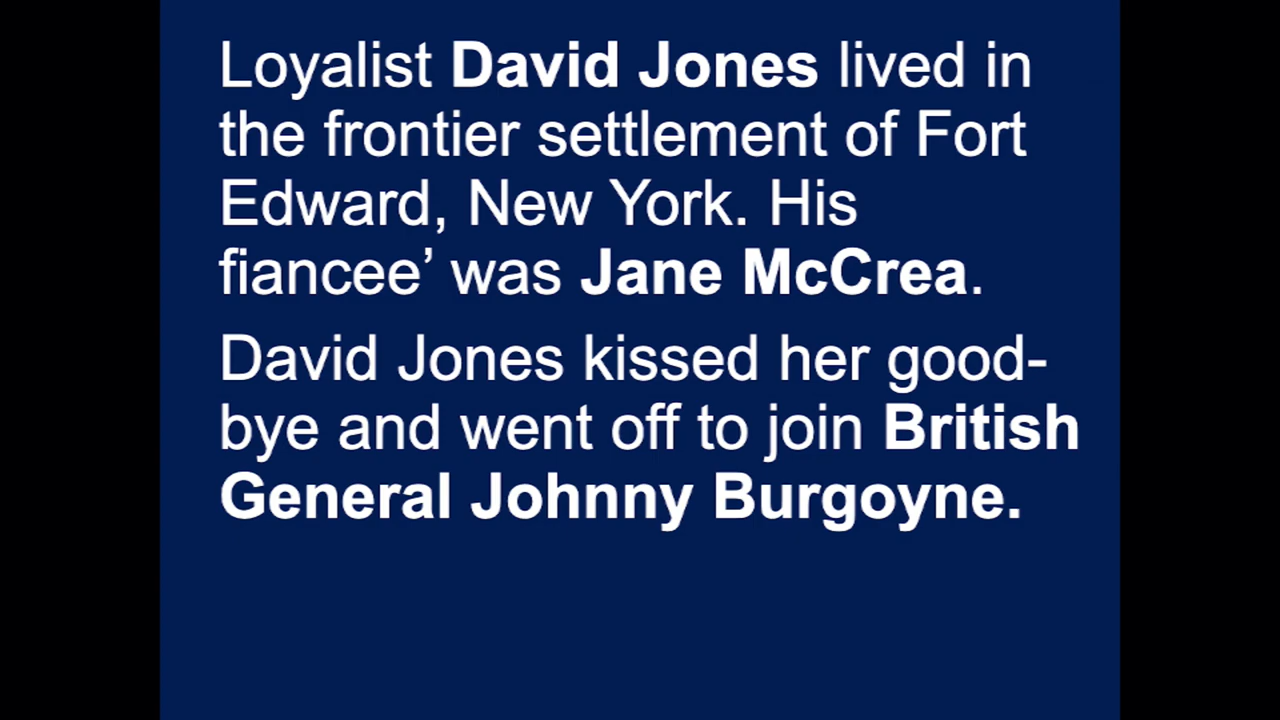 Loyalist David Jones lived in
the frontier settlement of Fort
Edward, New York. His
fiancee’ was Jane McCrea.
David Jones kissed her good-
bye and went off to join British
General Johnny Burgoyne.